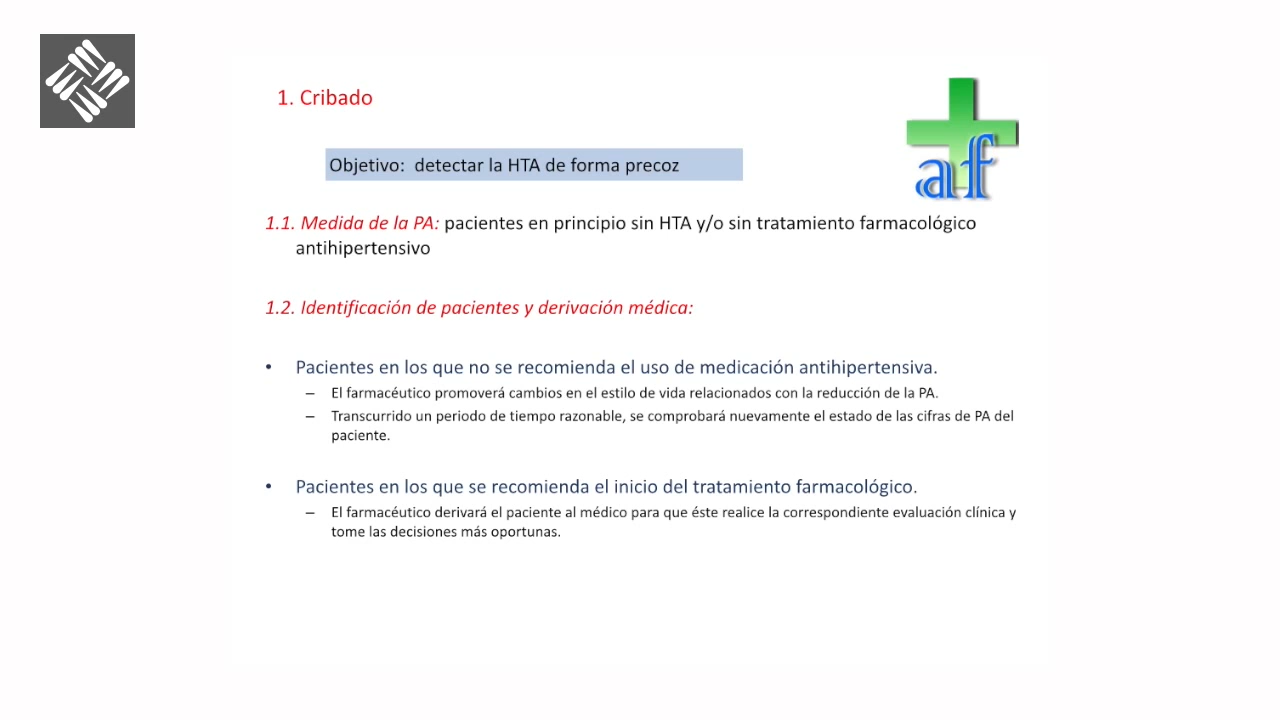 1. Cribado
af
Objetivo: detectar la HTA de forma precoz
1.1. Medida de la PA: pacientes en principio sin HTA y/o sin tratamiento farmacológico
antihipertensivo
1.2. Identificación de pacientes y derivación médica:
• Pacientes en los que no se recomienda el uso de medicación antihipertensiva.
– El farmacéutico promoverá cambios en el estilo de vida relacionados con la reducción de la PA.
– Transcurrido un periodo de tiempo razonable, se comprobará nuevamente el estado de las cifras de PA del
paciente.
• Pacientes en los que se recomienda el inicio del tratamiento farmacológico.
– El farmacéutico derivará el paciente al médico para que éste realice la correspondiente evaluación clínica y
tome las decisiones más oportunas.